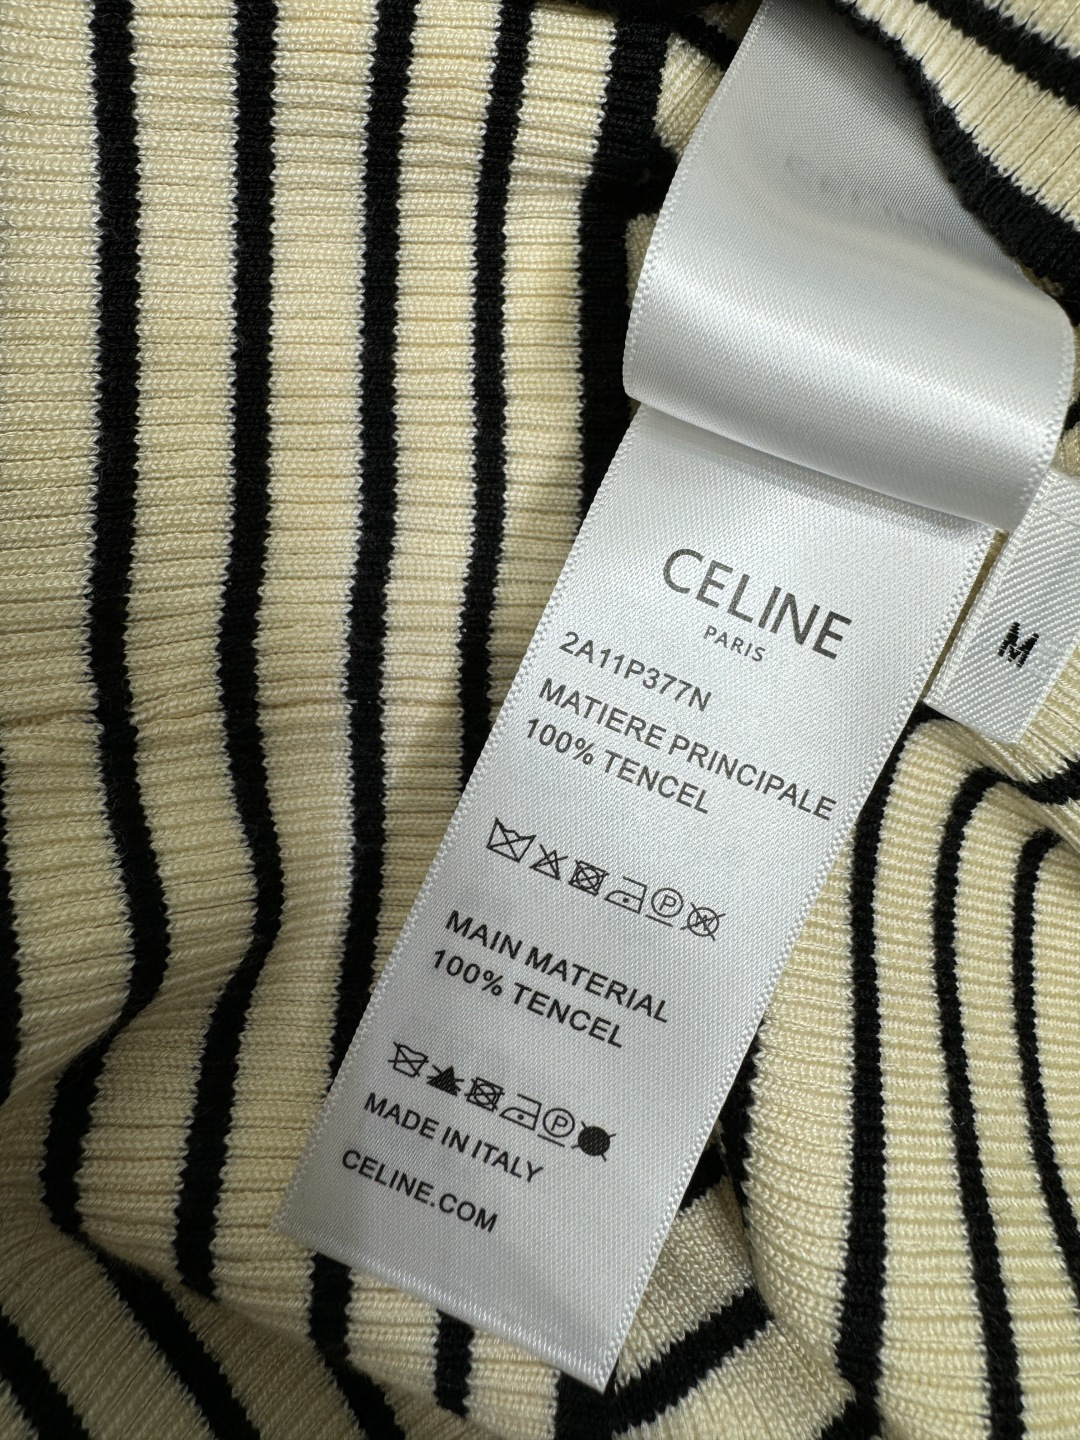 CELINE
PARIS
2A11P377N
MATIERE PRINCIPALE
100% TENCEL
MAIN MATERIAL
100% TENCEL
MADE IN ITALY
CELINE.COM
M